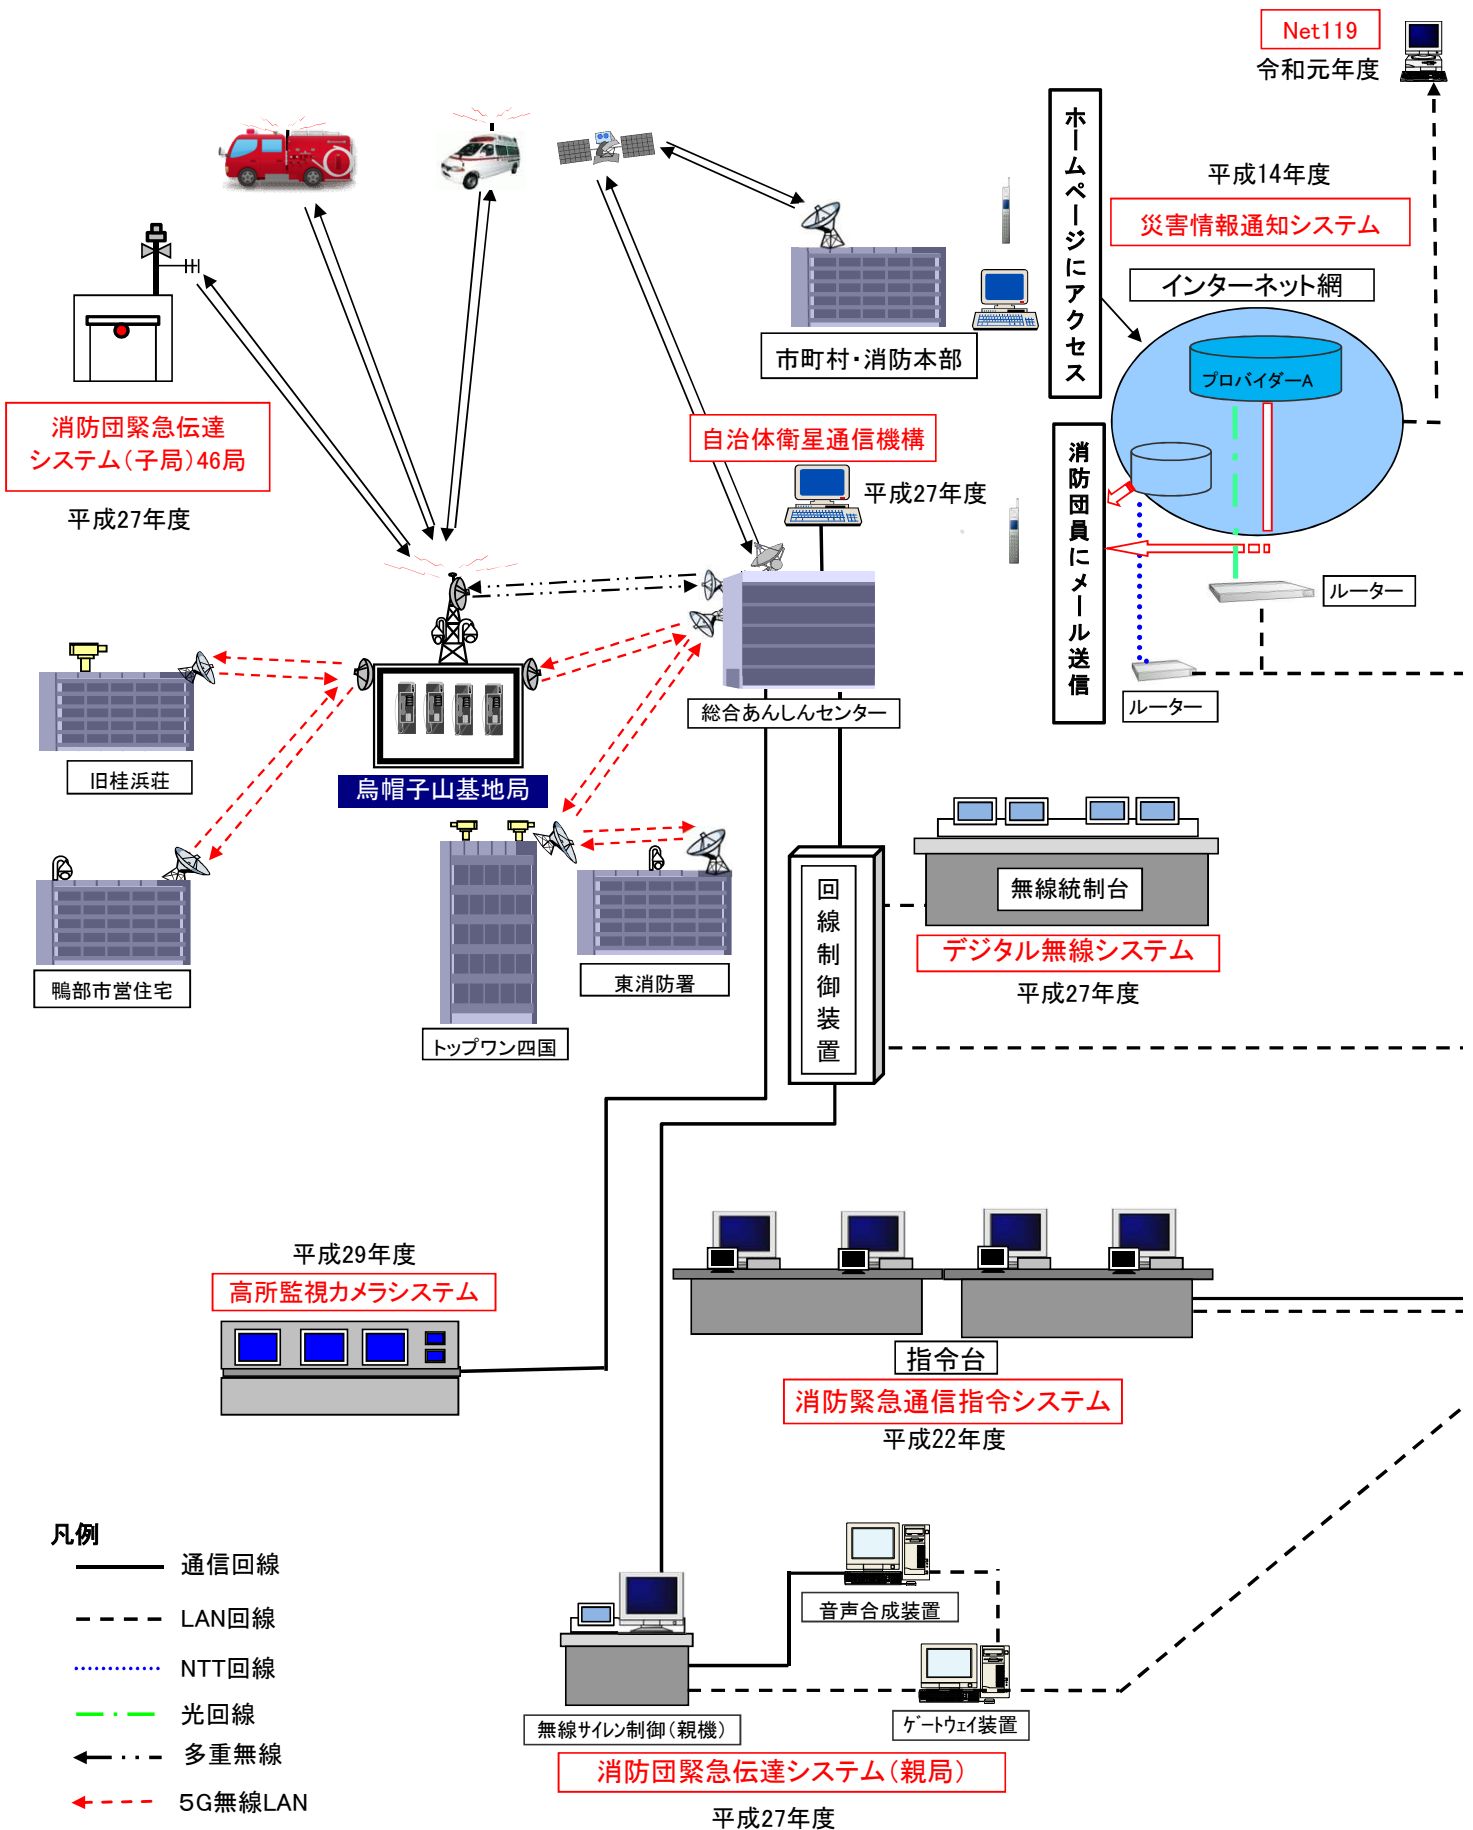 Net119
令和元年度
ホームページにアクセス
平成14年度
災害情報通知システム
インターネット網
プロバイダーA
市町村・消防本部
消防団緊急伝達
システム(子局)46局
平成27年度
自治体衛星通信機構
平成27年度
消防団員にメール送信
ルーター
ルーター
総合あんしんセンター
旧桂浜荘
烏帽子山基地局
鴨部市営住宅
トップワン四国
東消防署
回線制御装置
無線統制台
デジタル無線システム
平成27年度
平成29年度
高所監視カメラシステム
指令台
消防緊急通信指令システム
平成22年度
凡例
通信回線
LAN回線
NTT回線
光回線
多重無線
5G無線LAN
音声合成装置
ゲートウェイ装置
無線サイレン制御(親機)
消防団緊急伝達システム(親局)
平成27年度